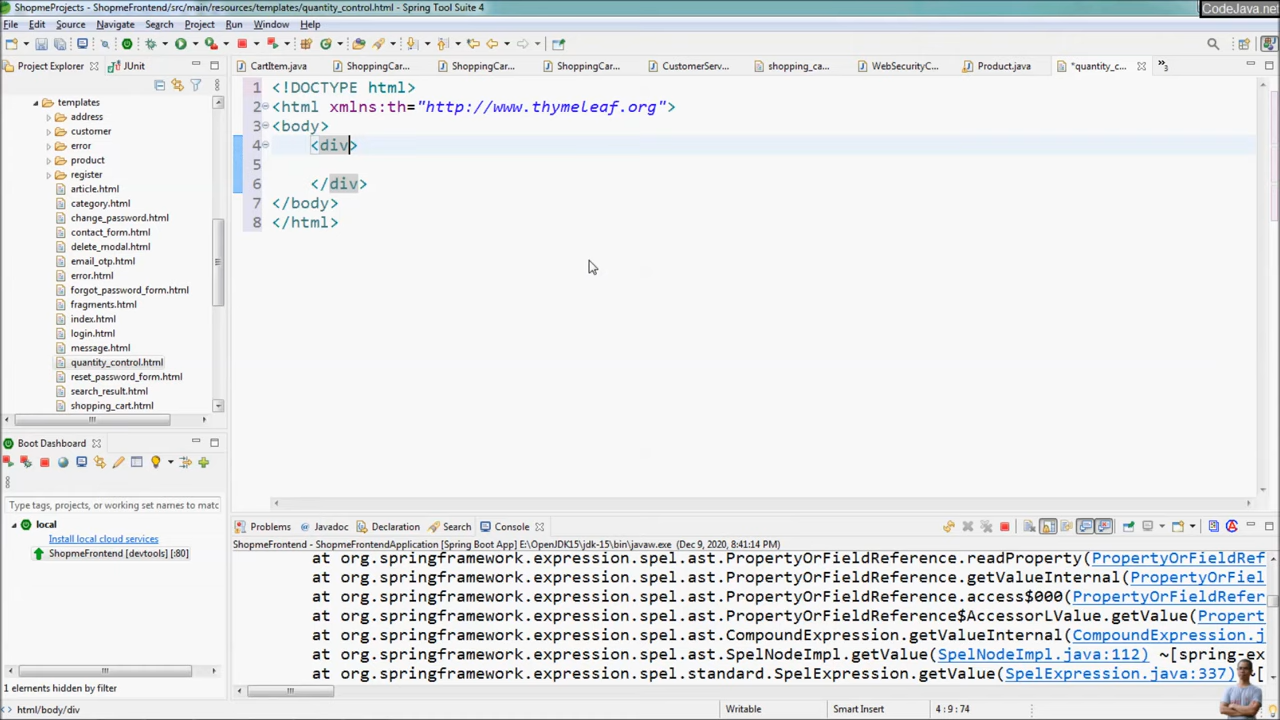 ShopmeProjects - ShopmeFrontend/src/main/resources/templates/quantity_control.html - Spring Tool Suite 4
CodeJava.net
File Edit Source Navigate Search Project Run Window Help
Project Explorer JUnit
CartItem.java ShoppingCar... ShoppingCar... ShoppingCar... CustomerServ... shopping_ca... WebSecurityC... Product.java *quantity_c... »3
templates
address
customer
error
product
register
article.html
category.html
change_password.html
contact_form.html
delete_modal.html
email_otp.html
error.html
forgot_password_form.html
fragments.html
index.html
login.html
message.html
quantity_control.html
reset_password_form.html
search_result.html
shopping_cart.html
1 <!DOCTYPE html>
2 <html xmlns:th="http://www.thymeleaf.org">
3 <body>
4 <div>
5
6 </div>
7 </body>
8 </html>
Boot Dashboard
Type tags, projects, or working set names to matc
local
Install local cloud services
ShopmeFrontend [devtools] [:80]
1 elements hidden by filter
Problems Javadoc Declaration Search Console
ShopmeFrontend - ShopmeFrontendApplication [Spring Boot App] E:\OpenJDK15\jdk-15\bin\javaw.exe (Dec 9, 2020, 8:41:14 PM)
at org.springframework.expression.spel.ast.PropertyOrFieldReference.readProperty(PropertyOrFieldRef
at org.springframework.expression.spel.ast.PropertyOrFieldReference.getValueInternal(PropertyOrFiel
at org.springframework.expression.spel.ast.PropertyOrFieldReference.access$000(PropertyOrFieldRefer
at org.springframework.expression.spel.ast.PropertyOrFieldReference$AccessorLValue.getValue(Propert
at org.springframework.expression.spel.ast.CompoundExpression.getValueInternal(CompoundExpression.j
at org.springframework.expression.spel.ast.SpelNodeImpl.getValue(SpelNodeImpl.java:112) ~[spring-ex
at org.springframework.expression.spel.standard.SpelExpression.getValue(SpelExpression.java:337) ~[
html/body/div Writable Smart Insert 4 : 9 : 74